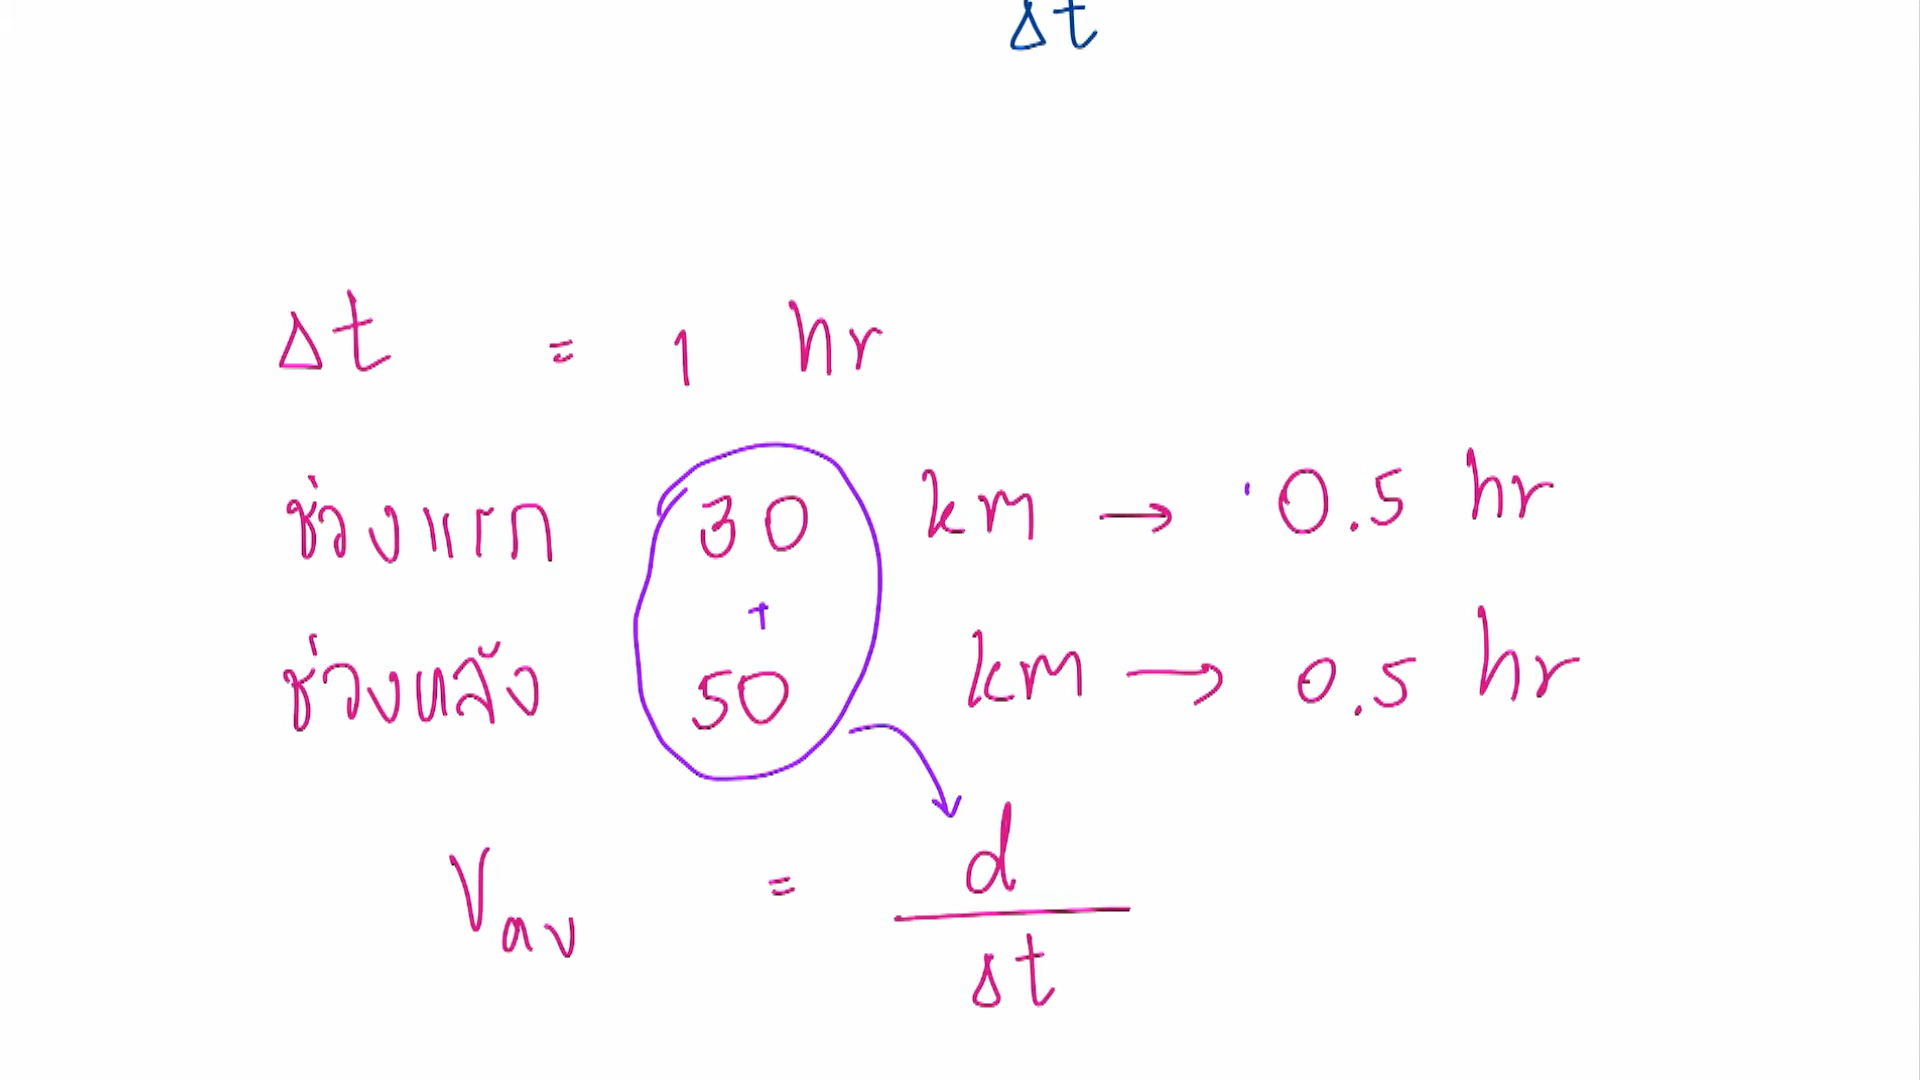 Δt
Δt = 1 hr
ช่วงแรก 30 km → 0.5 hr
+
ช่วงหลัง 50 km → 0.5 hr
Vav = d
Δt